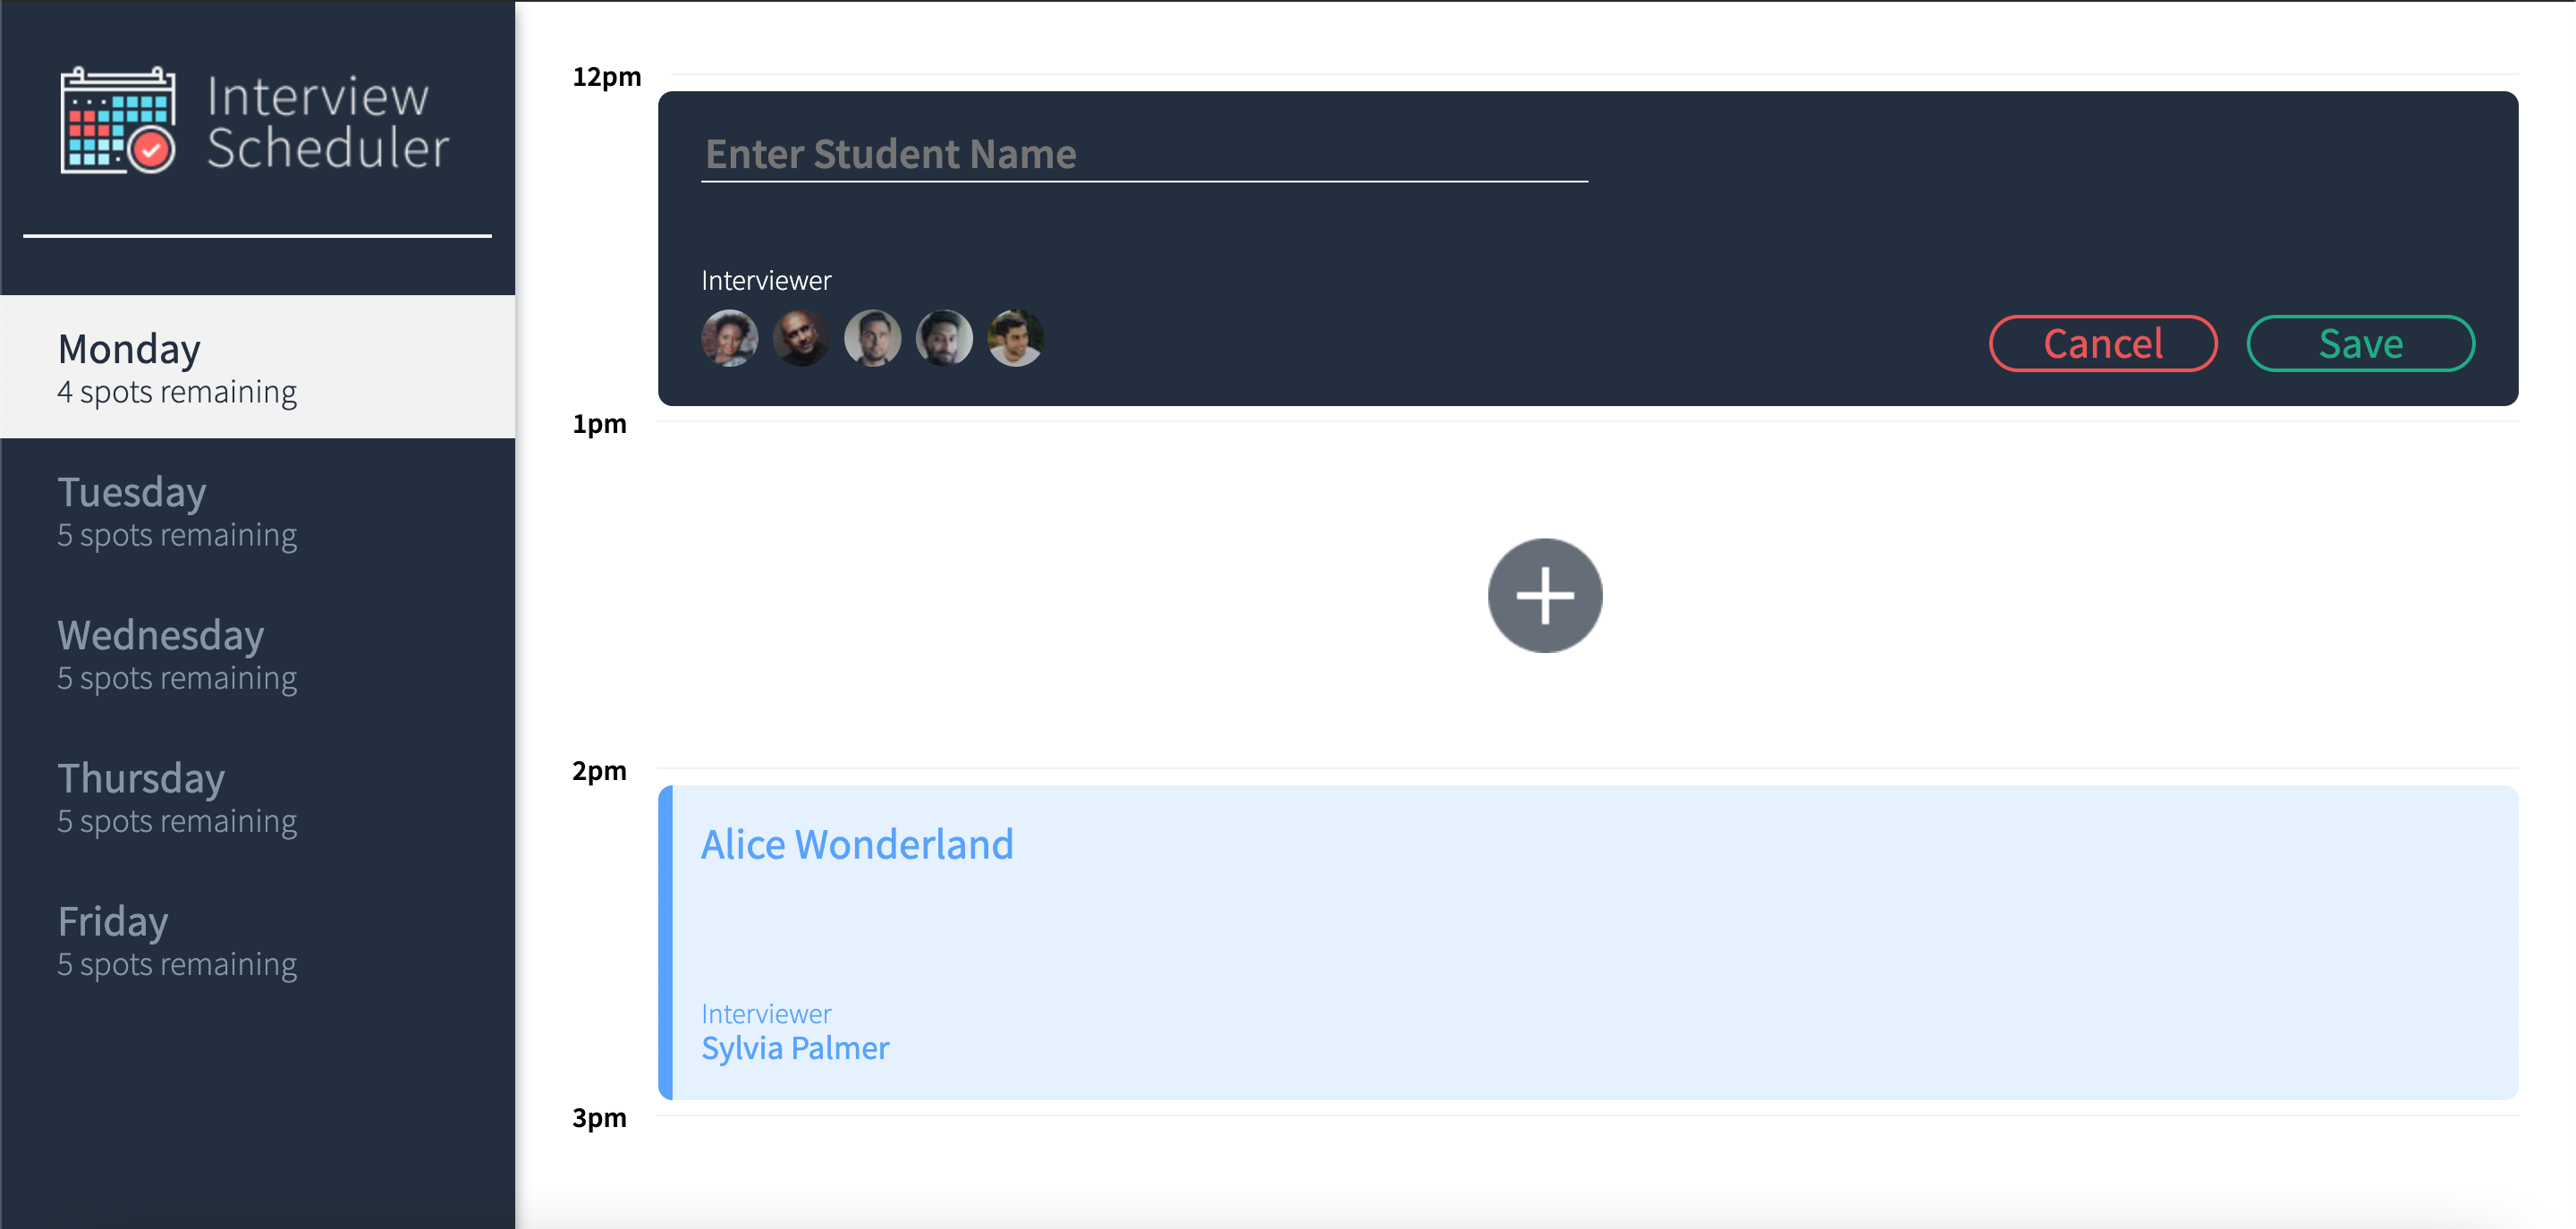 Interview
Scheduler
Monday
4 spots remaining
Tuesday
5 spots remaining
Wednesday
5 spots remaining
Thursday
5 spots remaining
Friday
5 spots remaining
12pm
Enter Student Name
Interviewer
Cancel Save
1pm
2pm
Alice Wonderland
Interviewer
Sylvia Palmer
3pm